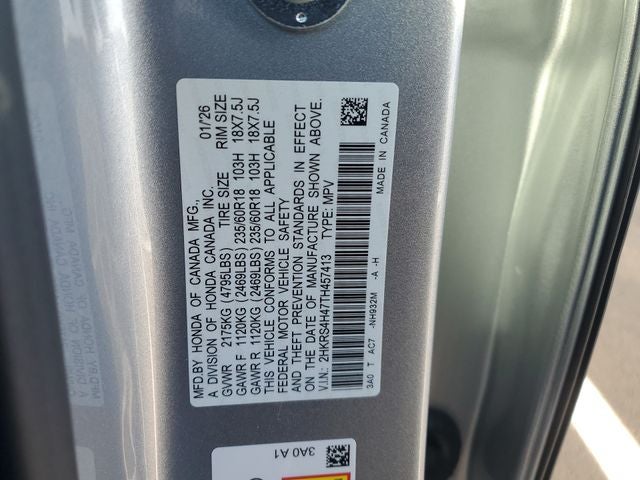 MFD.BY HONDA OF CANADA MFG., 01/26
A DIVISION OF HONDA CANADA INC.
GVWR 2175KG (4795LBS) TIRE SIZE RIM SIZE
GAWR F 1120KG (2469LBS) 235/60R18 103H 18X7.5J
GAWR R 1120KG (2469LBS) 235/60R18 103H 18X7.5J
THIS VEHICLE CONFORMS TO ALL APPLICABLE
FEDERAL MOTOR VEHICLE SAFETY
AND THEFT PREVENTION STANDARDS IN EFFECT
ON THE DATE OF MANUFACTURE SHOWN ABOVE.
V.I.N.: 2HKRS4H47TH457413 TYPE: MPV
3A0 T AC7 -NH932M -A -H MADE IN CANADA
3A0 A1